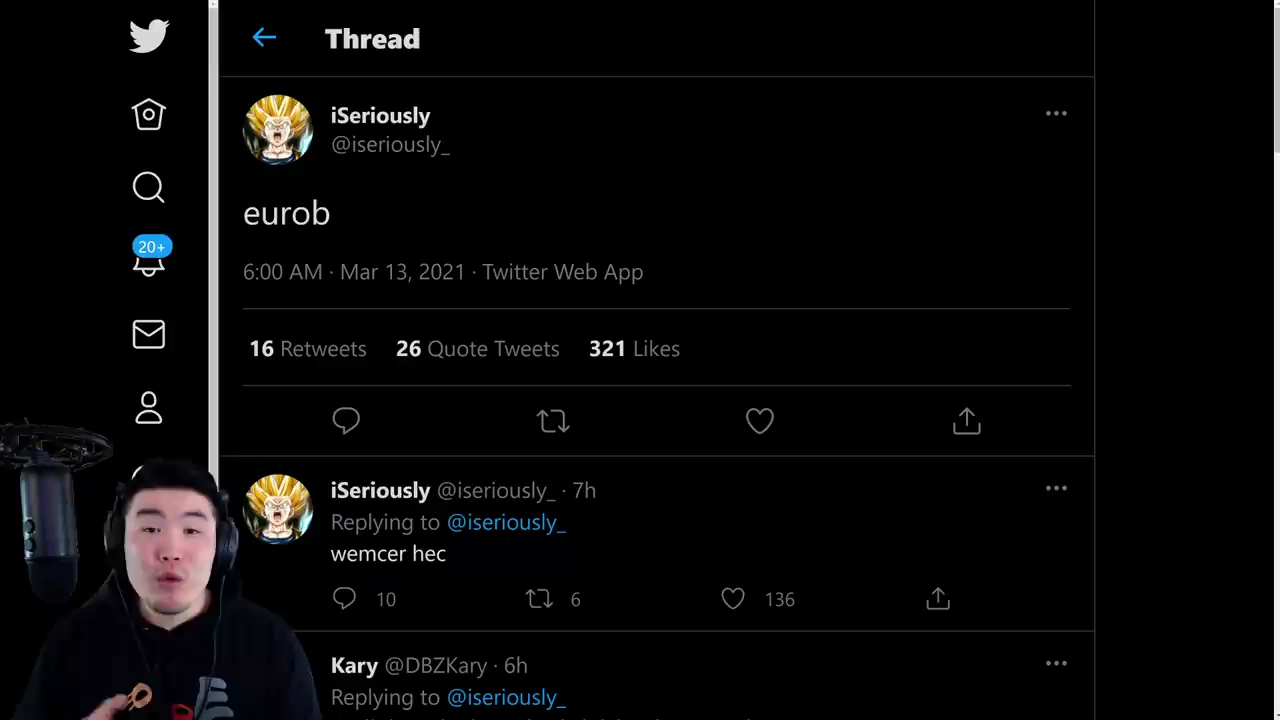 Thread
iSeriously
@iseriously_
eurob
6:00 AM · Mar 13, 2021 · Twitter Web App
16 Retweets 26 Quote Tweets 321 Likes
20+
iSeriously @iseriously_ · 7h
Replying to @iseriously_
wemcer hec
10 6 136
Kary @DBZKary · 6h
Replying to @iseriously_